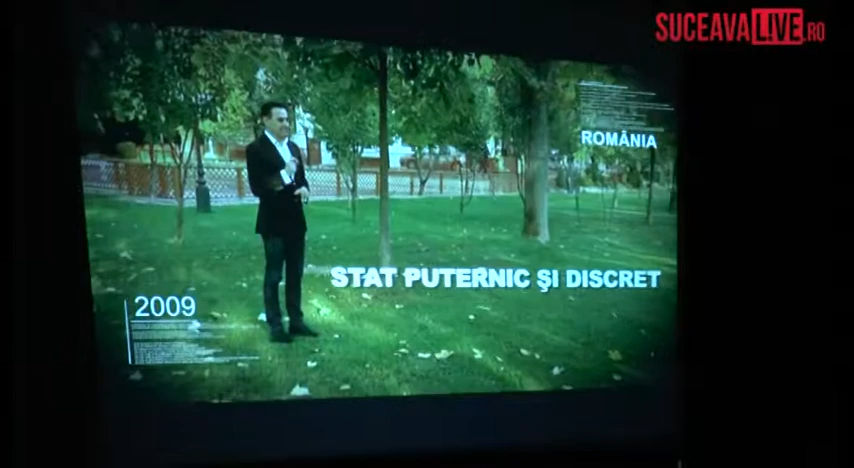 SUCEAVALIVE.RO
ROMÂNIA
STAT PUTERNIC ŞI DISCRET
2009